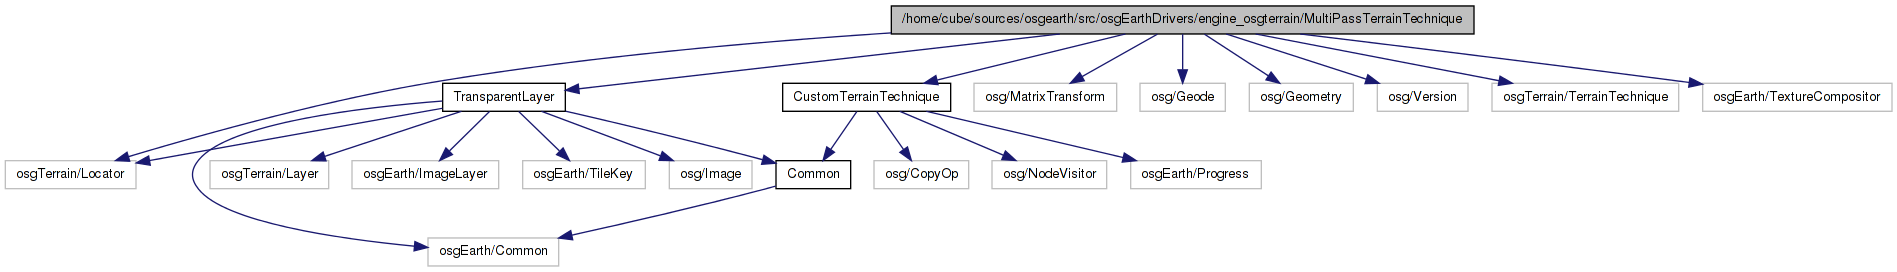 /home/cube/sources/osgearth/src/osgEarthDrivers/engine_osgterrain/MultiPassTerrainTechnique
TransparentLayer
CustomTerrainTechnique
osg/MatrixTransform
osg/Geode
osg/Geometry
osg/Version
osgTerrain/TerrainTechnique
osgEarth/TextureCompositor
osgTerrain/Locator
osgTerrain/Layer
osgEarth/ImageLayer
osgEarth/TileKey
osg/Image
Common
osg/CopyOp
osg/NodeVisitor
osgEarth/Progress
osgEarth/Common